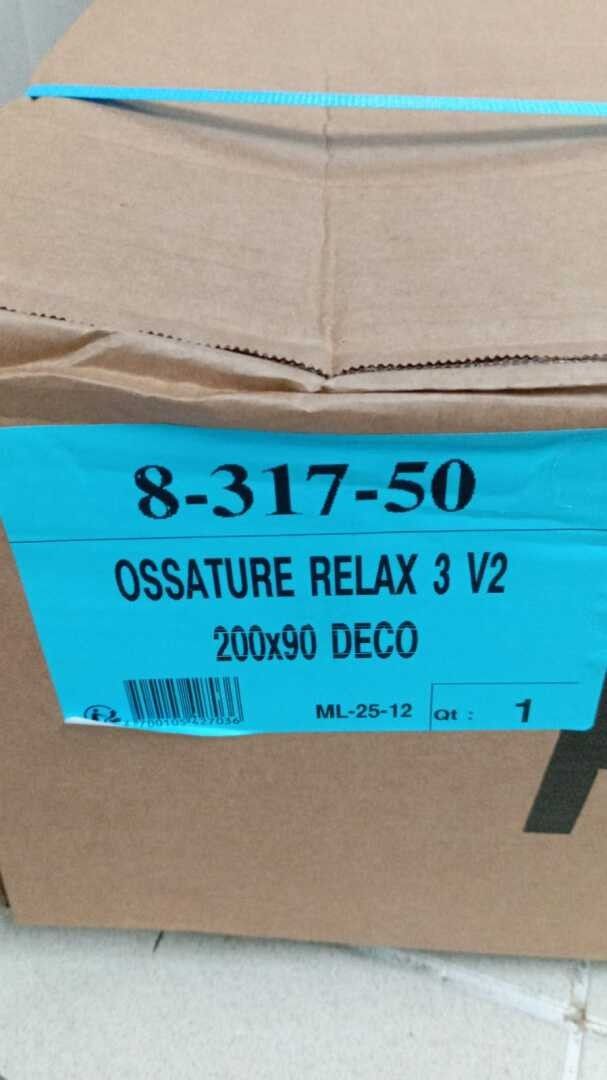 8-317-50
OSSATURE RELAX 3 V2
200x90 DECO
ML-25-12
Qt : 1